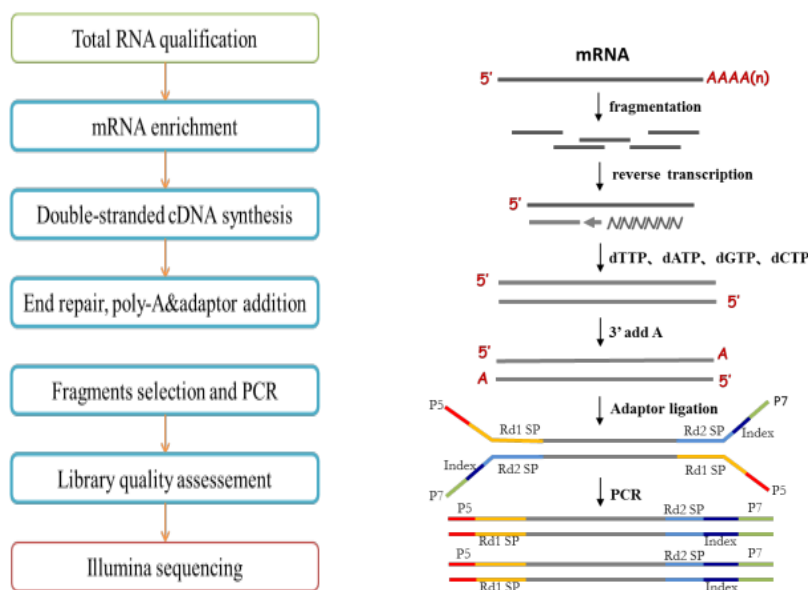 Total RNA qualification
mRNA enrichment
Double-stranded cDNA synthesis
End repair, poly-A&adaptor addition
Fragments selection and PCR
Library quality assessement
Illumina sequencing
mRNA
5' AAAA(n)
fragmentation
reverse transcription
5'
NNNNNN
dTTP、dATP、dGTP、dCTP
5'
5'
3' add A
5' A
A 5'
Adaptor ligation
P5 Rd1 SP Rd2 SP Index P7
P7 Index Rd2 SP Rd1 SP P5
PCR
P5 Rd2 SP P7
Rd1 SP Index
P5 Rd2 SP P7
Rd1 SP Index